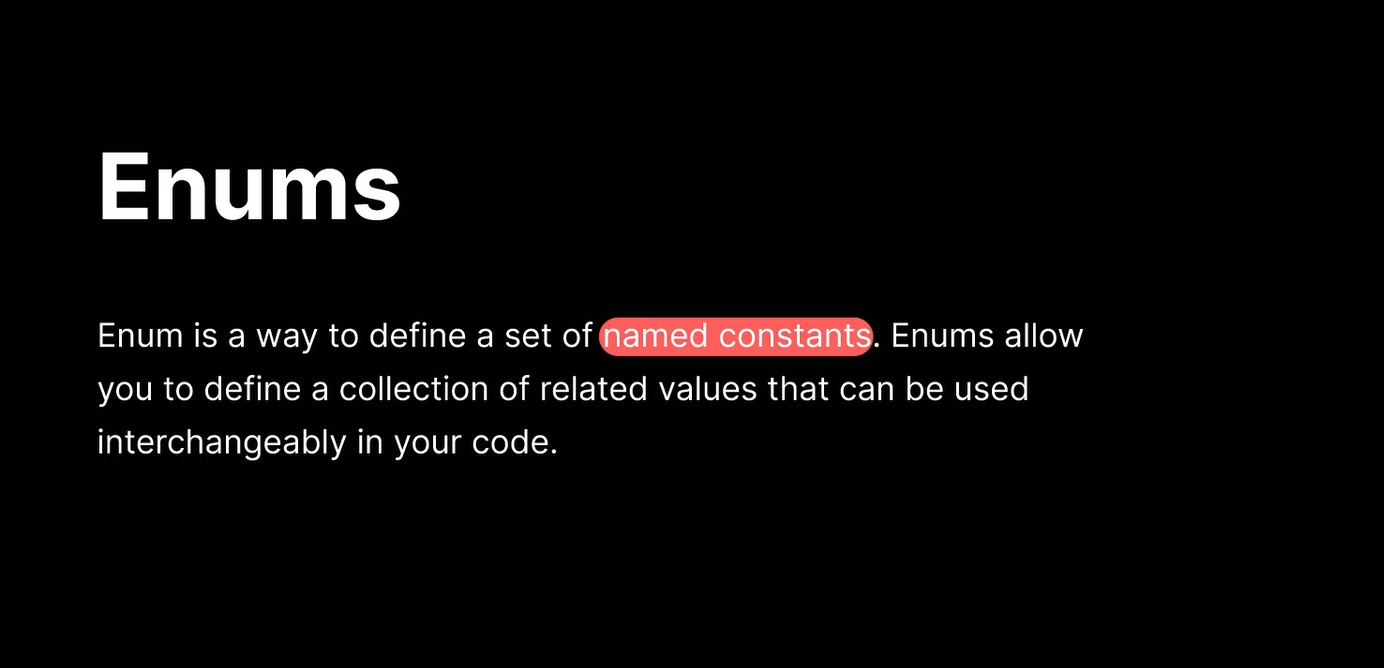 Enums
Enum is a way to define a set of named constants. Enums allow
you to define a collection of related values that can be used
interchangeably in your code.